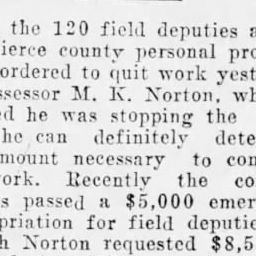 the 120 field deputies a
ierce county personal pro
ordered to quit work yest
ssessor M. K. Norton, wh
ed he was stopping the
he can definitely dete
mount necessary to con
ork. Recently the co
s passed a $5,000 emer
priation for field deputie
h Norton requested $8,5